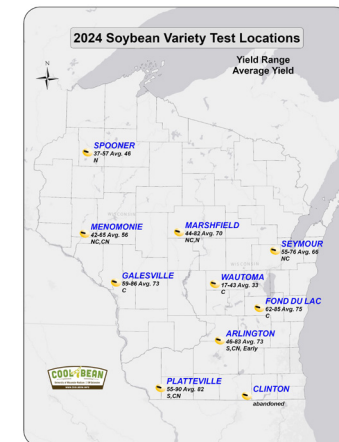 2024 Soybean Variety Test Locations
Yield Range
Average Yield
N
SPOONER
37-57 Avg. 46
N
MENOMONIE
42-65 Avg. 56
NC,CN
MARSHFIELD
44-82 Avg. 70
NC,N
SEYMOUR
55-76 Avg. 66
NC
GALESVILLE
59-86 Avg. 73
C
WAUTOMA
17-43 Avg. 33
C
FOND DU LAC
62-85 Avg. 75
C
ARLINGTON
46-83 Avg. 73
S,CN, Early
PLATTEVILLE
55-90 Avg. 82
S,CN
CLINTON
abandoned
COOL BEAN